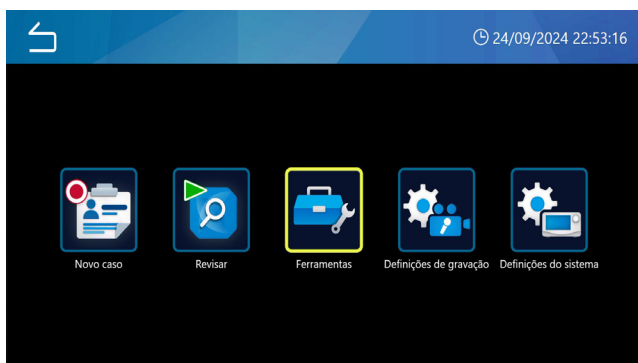 24/09/2024 22:53:16
Novo caso
Revisar
Ferramentas
Definições de gravação
Definições do sistema